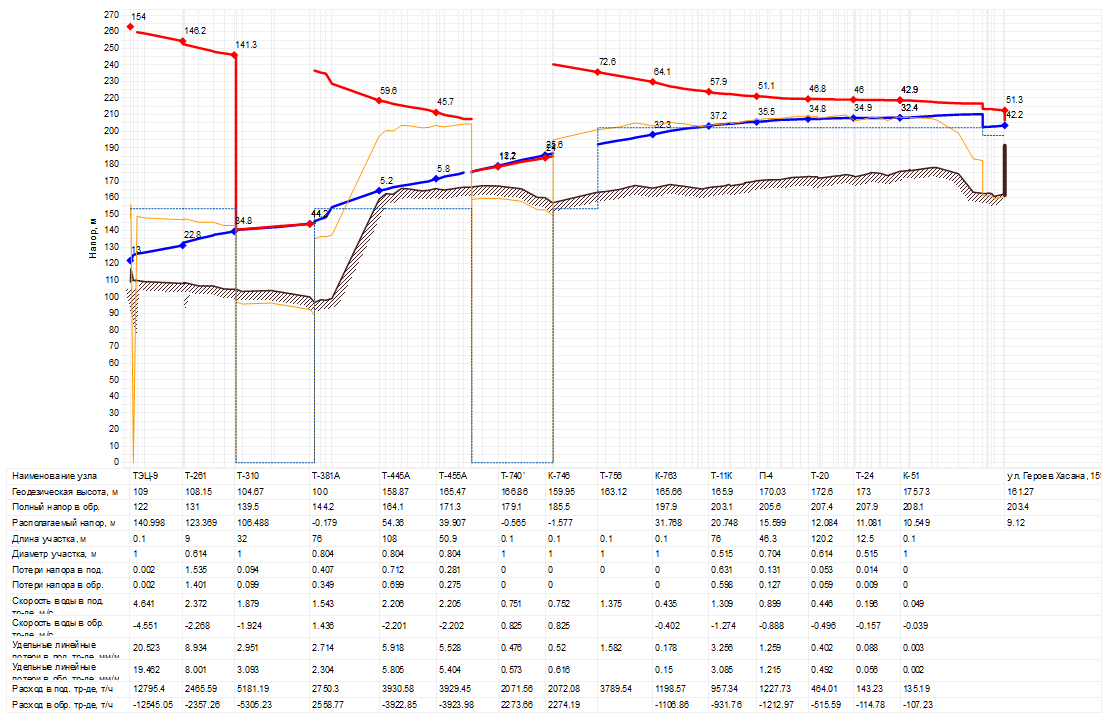 270
260
250
240
230
220
210
200
190
180
170
160
150
140
130
120
110
100
90
80
70
60
50
40
30
20
10
0
Напор, м
154
146.2
141.3
59.6
45.7
72.6
64.1
57.9
51.1
46.8
46
42.9
51.3
13
22.8
34.8
5.2
5.8
32.3
37.2
35.5
34.8
34.9
32.4
42.2
Наименование узла ТЭЦ-9 Т-261 Т-310 Т-381А Т-445А Т-455А Т-740' К-746 Т-756 К-763 Т-11К П-4 Т-20 Т-24 К-51 ул. Героев Хасана, 15
Геодезическая высота, м 109 108.15 104.67 100 158.87 165.47 166.86 159.95 163.12 165.66 165.9 170.03 172.6 173 175.73 161.27
Полный напор в обр. 122 131 139.5 144.2 164.1 171.3 179.1 185.5 197.9 203.1 205.6 207.4 207.9 208.1 203.4
Располагаемый напор, м 140.998 123.369 106.488 -0.179 54.36 39.907 -0.565 -1.577 31.768 20.748 15.599 12.084 11.081 10.549 9.12
Длина участка, м 0.1 9 32 76 108 50.9 0.1 0.1 0.1 0.1 76 46.3 120.2 12.5 0.1
Диаметр участка, м 1 0.614 1 0.804 0.804 0.804 1 1 1 1 0.515 0.704 0.614 0.515 1
Потери напора в под. 0.002 1.535 0.094 0.407 0.712 0.281 0 0 0 0 0.631 0.131 0.053 0.014 0
Потери напора в обр. 0.002 1.401 0.099 0.349 0.699 0.275 0 0 0 0.598 0.127 0.059 0.009 0
Скорость воды в под. 4.641 2.372 1.879 1.543 2.206 2.205 0.751 0.752 1.375 0.435 1.309 0.899 0.446 0.196 0.049
тр-де, м/с
Скорость воды в обр. -4.551 -2.268 -1.924 1.436 -2.201 -2.202 0.825 0.825 -0.402 -1.274 -0.888 -0.496 -0.157 -0.039
тр-де, м/с
Удельные линейные 20.523 8.934 2.951 2.714 5.918 5.528 0.476 0.52 1.582 0.178 3.256 1.259 0.402 0.088 0.003
потери в под. тр-де, мм/м
Удельные линейные 19.462 8.001 3.093 2.304 5.805 5.404 0.573 0.616 0.15 3.085 1.215 0.492 0.056 0.002
потери в обр. тр-де, мм/м
Расход в под. тр-де, т/ч 12795.4 2465.59 5181.19 2750.3 3930.58 3929.45 2071.56 2072.08 3789.54 1198.57 957.34 1227.73 464.01 143.23 135.19
Расход в обр. тр-де, т/ч -12545.05 -2357.26 -5305.23 2558.77 -3922.85 -3923.98 2273.66 2274.19 -1106.86 -931.76 -1212.97 -515.59 -114.78 -107.23